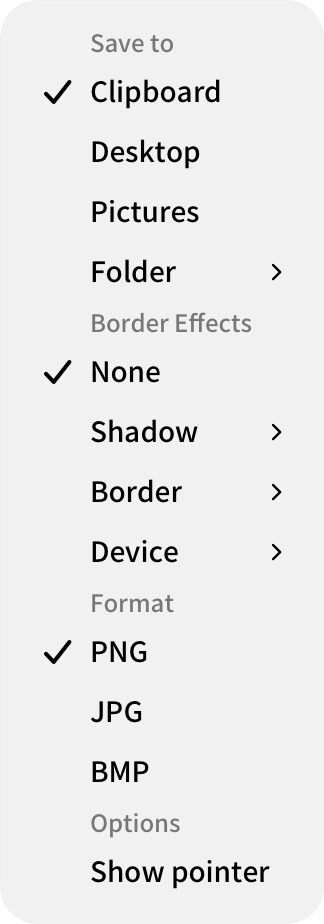 Save to
Clipboard
Desktop
Pictures
Folder
Border Effects
None
Shadow
Border
Device
Format
PNG
JPG
BMP
Options
Show pointer